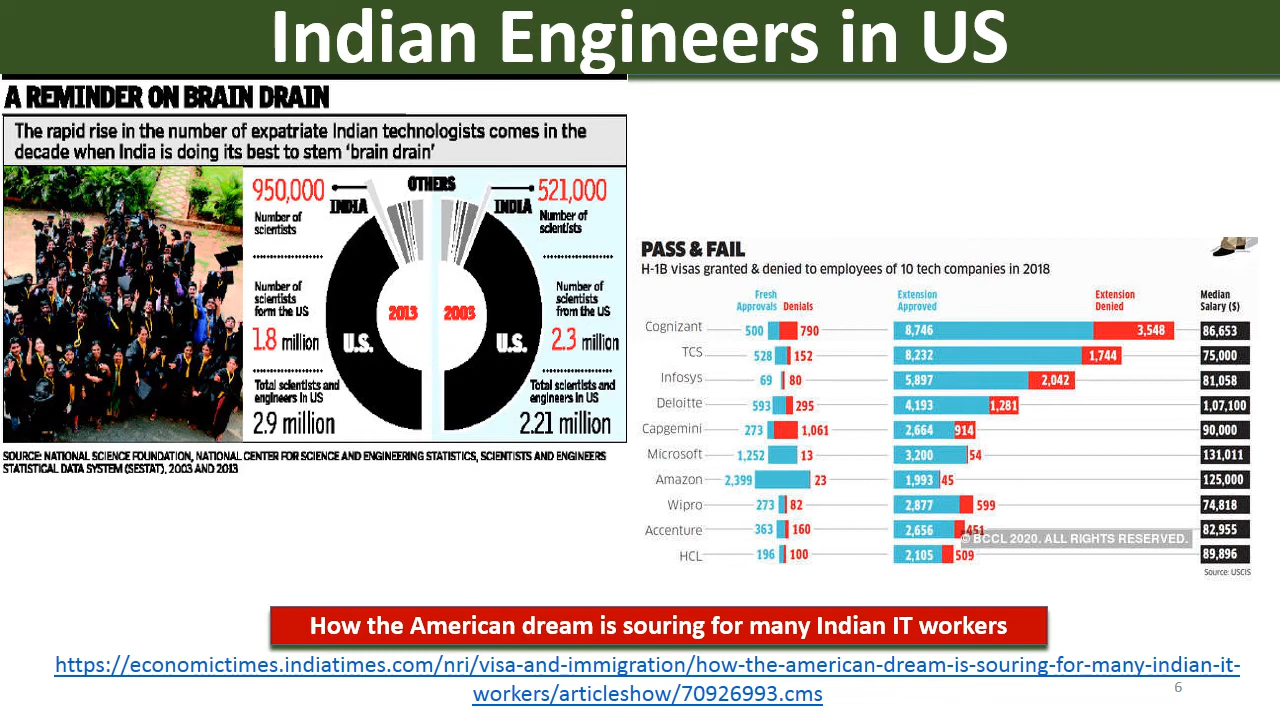 Indian Engineers in US
A REMINDER ON BRAIN DRAIN
The rapid rise in the number of expatriate Indian technologists comes in the
decade when India is doing its best to stem ‘brain drain’
950,000
Number of
scientists
Number of
scientists
form the US
1.8 million
Total scientists and
engineers in US
2.9 million
OTHERS
INDIA
INDIA
2013
2003
U.S.
U.S.
521,000
Number of
scientists
Number of
scientists
from the US
2.3 million
Total scientists and
engineers in US
2.21 million
SOURCE: NATIONAL SCIENCE FOUNDATION, NATIONAL CENTER FOR SCIENCE AND ENGINEERING STATISTICS, SCIENTISTS AND ENGINEERS
STATISTICAL DATA SYSTEM (SESTAT), 2003 AND 2013
PASS & FAIL
H-1B visas granted & denied to employees of 10 tech companies in 2018
Fresh Extension Extension Median
Approvals Denials Approved Denied Salary ($)
Cognizant 500 790 8,746 3,548 86,653
TCS 528 152 8,232 1,744 75,000
Infosys 69 80 5,897 2,042 81,058
Deloitte 593 295 4,193 1,281 1,07,100
Capgemini 273 1,061 2,664 914 90,000
Microsoft 1,252 13 3,200 54 131,011
Amazon 2,399 23 1,993 45 125,000
Wipro 273 82 2,877 599 74,818
Accenture 363 160 2,656 451 82,955
© BCCL 2020. ALL RIGHTS RESERVED.
HCL 196 100 2,105 509 89,896
Source: USCIS
How the American dream is souring for many Indian IT workers
https://economictimes.indiatimes.com/nri/visa-and-immigration/how-the-american-dream-is-souring-for-many-indian-it-
workers/articleshow/70926993.cms
6